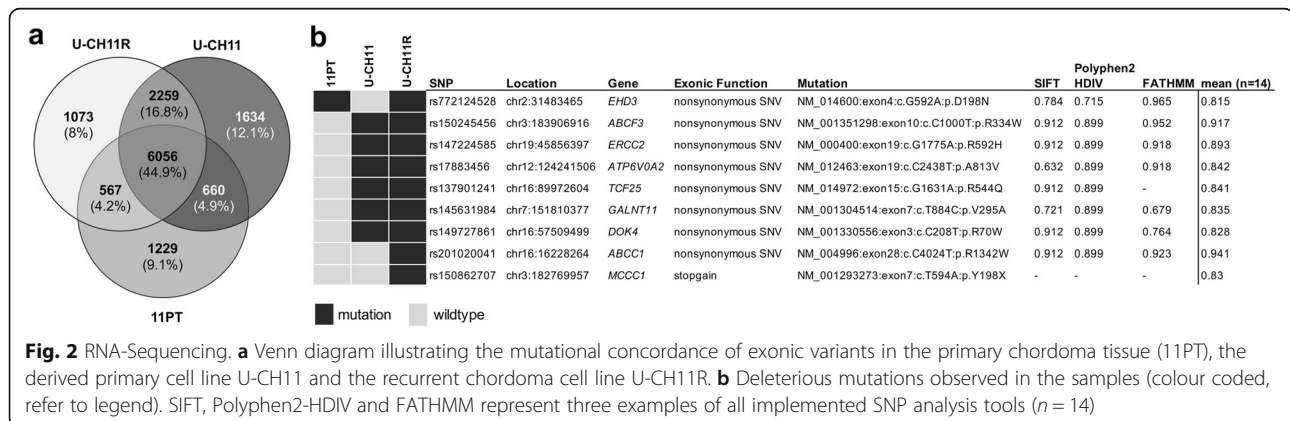 a
U-CH11R U-CH11
2259
(16.8%)
1073
(8%)
1634
(12.1%)
6056
(44.9%)
567
(4.2%)
660
(4.9%)
1229
(9.1%)
11PT
b
11PT U-CH11 U-CH11R
Polyphen2
SNP Location Gene Exonic Function Mutation SIFT HDIV FATHMM mean (n=14)
rs772124528 chr2:31483465 EHD3 nonsynonymous SNV NM_014600:exon4:c.G592A:p.D198N 0.784 0.715 0.965 0.815
rs150245456 chr3:183906916 ABCF3 nonsynonymous SNV NM_001351298:exon10:c.C1000T:p.R334W 0.912 0.899 0.952 0.917
rs147224585 chr19:45856397 ERCC2 nonsynonymous SNV NM_000400:exon19:c.G1775A:p.R592H 0.912 0.899 0.918 0.893
rs17883456 chr12:124241506 ATP6V0A2 nonsynonymous SNV NM_012463:exon19:c.C2438T:p.A813V 0.632 0.899 0.918 0.842
rs137901241 chr16:89972604 TCF25 nonsynonymous SNV NM_014972:exon15:c.G1631A:p.R544Q 0.912 0.899 - 0.841
rs145631984 chr7:151810377 GALNT11 nonsynonymous SNV NM_001304514:exon7:c.T884C:p.V295A 0.721 0.899 0.679 0.835
rs149727861 chr16:57509499 DOK4 nonsynonymous SNV NM_001330556:exon3:c.C208T:p.R70W 0.912 0.899 0.764 0.828
rs201020041 chr16:16228264 ABCC1 nonsynonymous SNV NM_004996:exon28:c.C4024T:p.R1342W 0.912 0.899 0.923 0.941
rs150862707 chr3:182769957 MCCC1 stopgain NM_001293273:exon7:c.T594A:p.Y198X - - - 0.83
mutation wildtype
Fig. 2 RNA-Sequencing. a Venn diagram illustrating the mutational concordance of exonic variants in the primary chordoma tissue (11PT), the
derived primary cell line U-CH11 and the recurrent chordoma cell line U-CH11R. b Deleterious mutations observed in the samples (colour coded,
refer to legend). SIFT, Polyphen2-HDIV and FATHMM represent three examples of all implemented SNP analysis tools (n = 14)